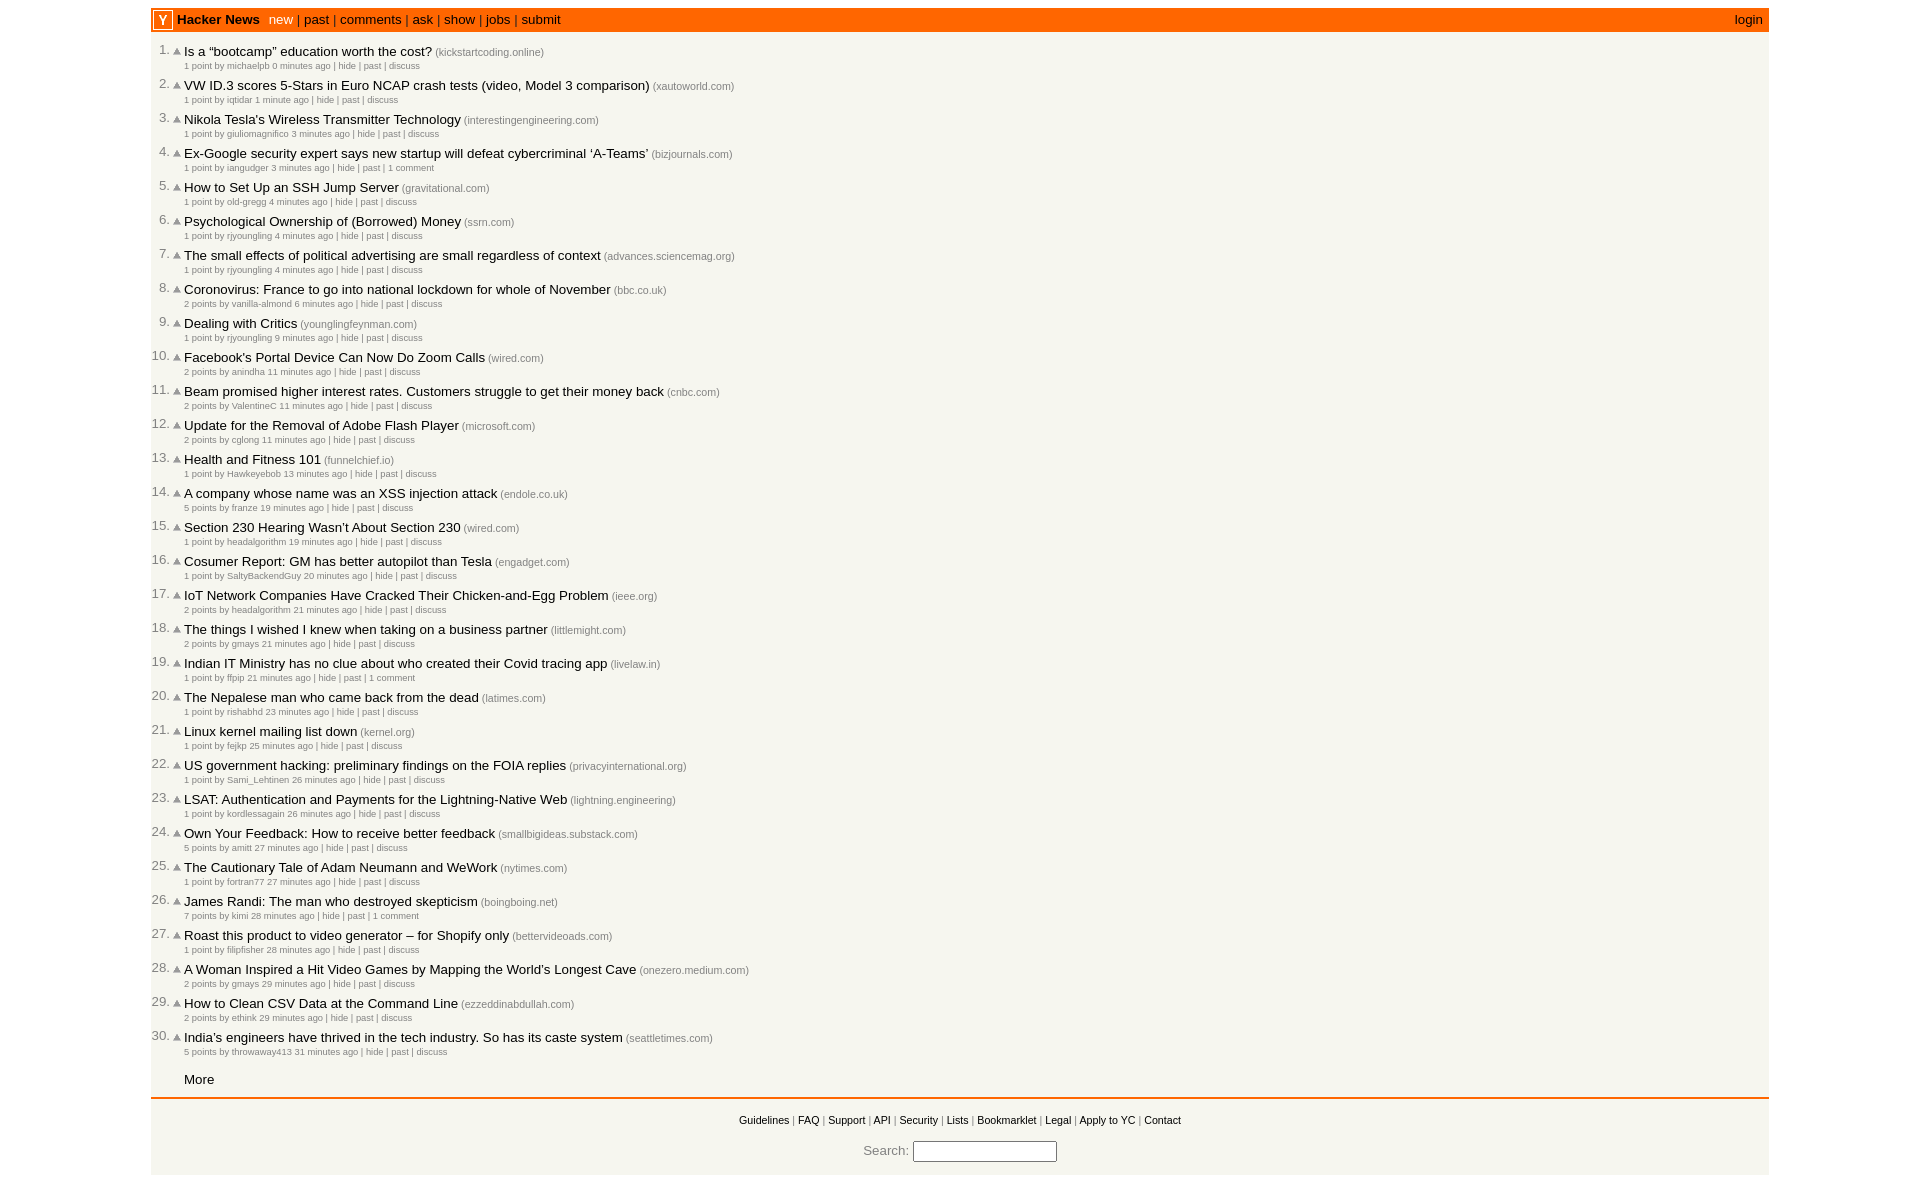 Y Hacker News new | past | comments | ask | show | jobs | submit login
1. Is a “bootcamp” education worth the cost? (kickstartcoding.online)
1 point by michaelpb 0 minutes ago | hide | past | discuss
2. VW ID.3 scores 5-Stars in Euro NCAP crash tests (video, Model 3 comparison) (xautoworld.com)
1 point by iqtidar 1 minute ago | hide | past | discuss
3. Nikola Tesla's Wireless Transmitter Technology (interestingengineering.com)
1 point by giuliomagnifico 3 minutes ago | hide | past | discuss
4. Ex-Google security expert says new startup will defeat cybercriminal ‘A-Teams’ (bizjournals.com)
1 point by iangudger 3 minutes ago | hide | past | 1 comment
5. How to Set Up an SSH Jump Server (gravitational.com)
1 point by old-gregg 4 minutes ago | hide | past | discuss
6. Psychological Ownership of (Borrowed) Money (ssrn.com)
1 point by rjyoungling 4 minutes ago | hide | past | discuss
7. The small effects of political advertising are small regardless of context (advances.sciencemag.org)
1 point by rjyoungling 4 minutes ago | hide | past | discuss
8. Coronovirus: France to go into national lockdown for whole of November (bbc.co.uk)
2 points by vanilla-almond 6 minutes ago | hide | past | discuss
9. Dealing with Critics (younglingfeynman.com)
1 point by rjyoungling 9 minutes ago | hide | past | discuss
10. Facebook's Portal Device Can Now Do Zoom Calls (wired.com)
2 points by anindha 11 minutes ago | hide | past | discuss
11. Beam promised higher interest rates. Customers struggle to get their money back (cnbc.com)
2 points by ValentineC 11 minutes ago | hide | past | discuss
12. Update for the Removal of Adobe Flash Player (microsoft.com)
2 points by cglong 11 minutes ago | hide | past | discuss
13. Health and Fitness 101 (funnelchief.io)
1 point by Hawkeyebob 13 minutes ago | hide | past | discuss
14. A company whose name was an XSS injection attack (endole.co.uk)
5 points by franze 19 minutes ago | hide | past | discuss
15. Section 230 Hearing Wasn’t About Section 230 (wired.com)
1 point by headalgorithm 19 minutes ago | hide | past | discuss
16. Cosumer Report: GM has better autopilot than Tesla (engadget.com)
1 point by SaltyBackendGuy 20 minutes ago | hide | past | discuss
17. IoT Network Companies Have Cracked Their Chicken-and-Egg Problem (ieee.org)
2 points by headalgorithm 21 minutes ago | hide | past | discuss
18. The things I wished I knew when taking on a business partner (littlemight.com)
2 points by gmays 21 minutes ago | hide | past | discuss
19. Indian IT Ministry has no clue about who created their Covid tracing app (livelaw.in)
1 point by ffpip 21 minutes ago | hide | past | 1 comment
20. The Nepalese man who came back from the dead (latimes.com)
1 point by rishabhd 23 minutes ago | hide | past | discuss
21. Linux kernel mailing list down (kernel.org)
1 point by fejkp 25 minutes ago | hide | past | discuss
22. US government hacking: preliminary findings on the FOIA replies (privacyinternational.org)
1 point by Sami_Lehtinen 26 minutes ago | hide | past | discuss
23. LSAT: Authentication and Payments for the Lightning-Native Web (lightning.engineering)
1 point by kordlessagain 26 minutes ago | hide | past | discuss
24. Own Your Feedback: How to receive better feedback (smallbigideas.substack.com)
5 points by amitt 27 minutes ago | hide | past | discuss
25. The Cautionary Tale of Adam Neumann and WeWork (nytimes.com)
1 point by fortran77 27 minutes ago | hide | past | discuss
26. James Randi: The man who destroyed skepticism (boingboing.net)
7 points by kimi 28 minutes ago | hide | past | 1 comment
27. Roast this product to video generator – for Shopify only (bettervideoads.com)
1 point by filipfisher 28 minutes ago | hide | past | discuss
28. A Woman Inspired a Hit Video Games by Mapping the World’s Longest Cave (onezero.medium.com)
2 points by gmays 29 minutes ago | hide | past | discuss
29. How to Clean CSV Data at the Command Line (ezzeddinabdullah.com)
2 points by ethink 29 minutes ago | hide | past | discuss
30. India’s engineers have thrived in the tech industry. So has its caste system (seattletimes.com)
5 points by throwaway413 31 minutes ago | hide | past | discuss
More
Guidelines | FAQ | Support | API | Security | Lists | Bookmarklet | Legal | Apply to YC | Contact
Search: